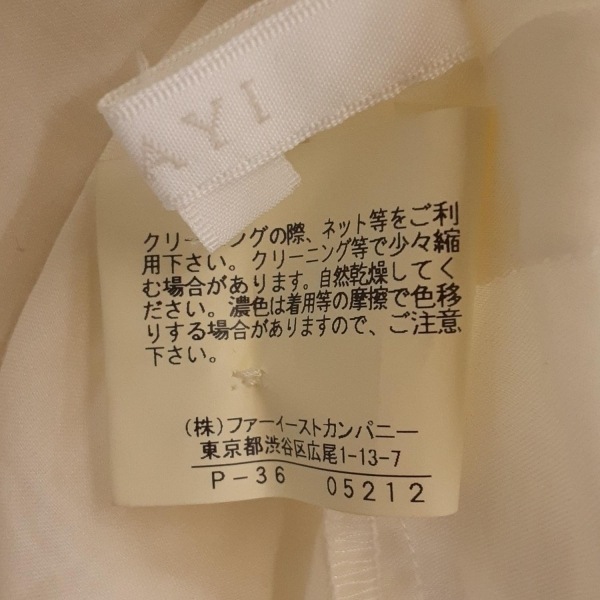 AYI
クリーニングの際、ネット等をご利
用下さい。クリーニング等で少々縮
む場合があります。自然乾燥してく
ださい。濃色は着用等の摩擦で色移
りする場合がありますので、ご注意
下さい。
(株)ファーイーストカンパニー
東京都渋谷区広尾1-13-7
P-36 05212